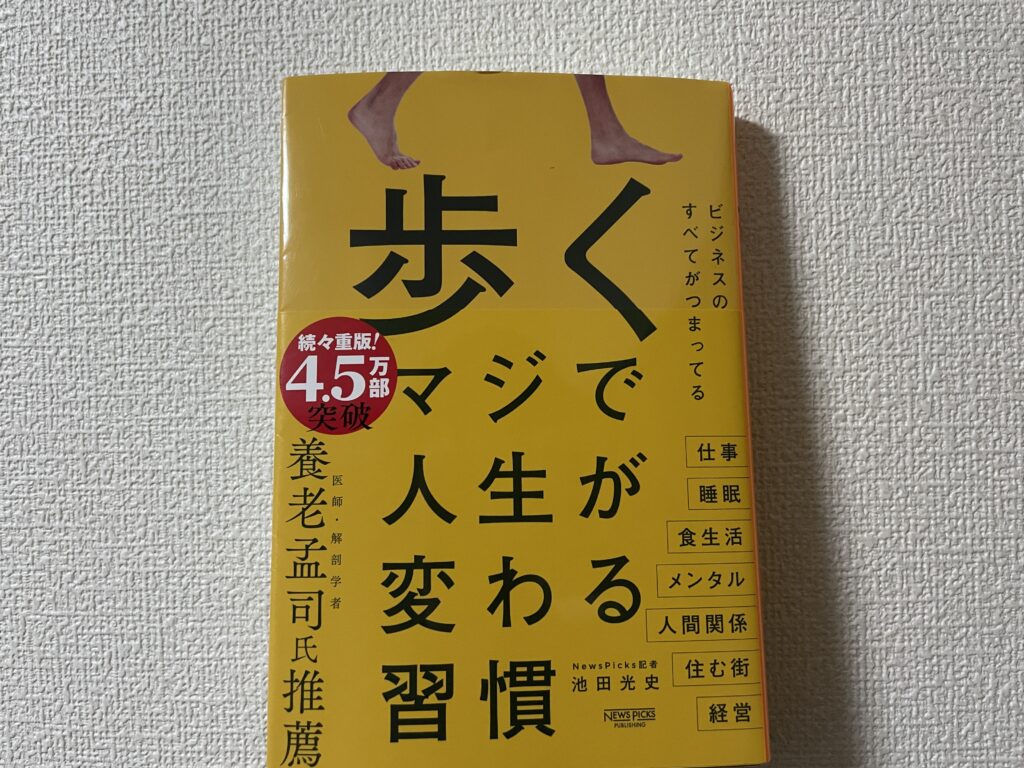 歩く
マジで
人生が
変わる
習慣
ビジネスの
すべてがつまってる
続々重版!
4.5万部
突破
医師・解剖学者
養老孟司氏推薦
仕事
睡眠
食生活
メンタル
人間関係
住む街
経営
NewsPicks記者
池田光史
NEWSPICKS
PUBLISHING